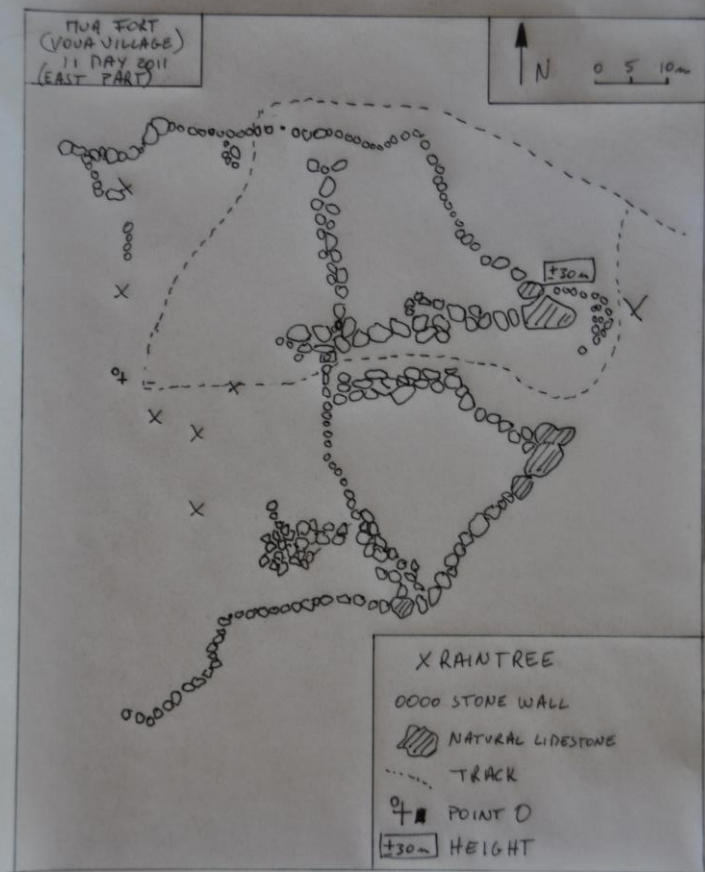 MUA FORT
(VOUA VILLAGE)
11 MAY 2011
(EAST PART)
N
0 5 10m
±30m
X RAINTREE
STONE WALL
NATURAL LIMESTONE
TRACK
POINT 0
±30m HEIGHT